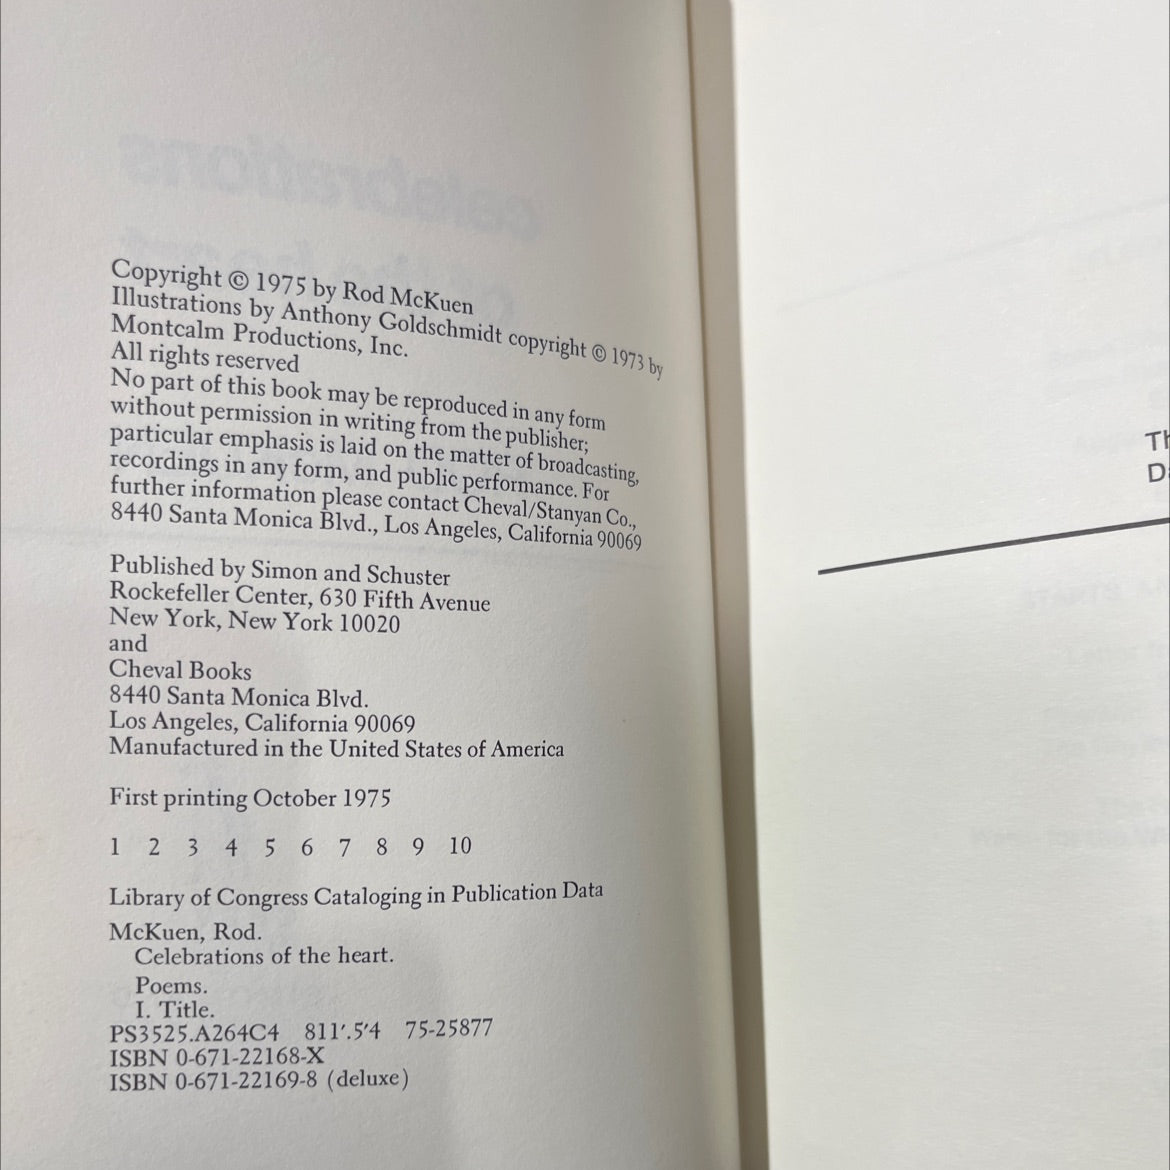 celebrations
Copyright © 1975 by Rod McKuen
Illustrations by Anthony Goldschmidt copyright © 1973 by
Montcalm Productions, Inc.
All rights reserved
No part of this book may be reproduced in any form
without permission in writing from the publisher;
particular emphasis is laid on the matter of broadcasting,
recordings in any form, and public performance. For
further information please contact Cheval/Stanyan Co.,
8440 Santa Monica Blvd., Los Angeles, California 90069
Published by Simon and Schuster
Rockefeller Center, 630 Fifth Avenue
New York, New York 10020
and
Cheval Books
8440 Santa Monica Blvd.
Los Angeles, California 90069
Manufactured in the United States of America
First printing October 1975
1 2 3 4 5 6 7 8 9 10
Library of Congress Cataloging in Publication Data
McKuen, Rod.
Celebrations of the heart.
Poems.
I. Title.
PS3525.A264C4 811'.5'4 75-25877
ISBN 0-671-22168-X
ISBN 0-671-22169-8 (deluxe)
Th
Da